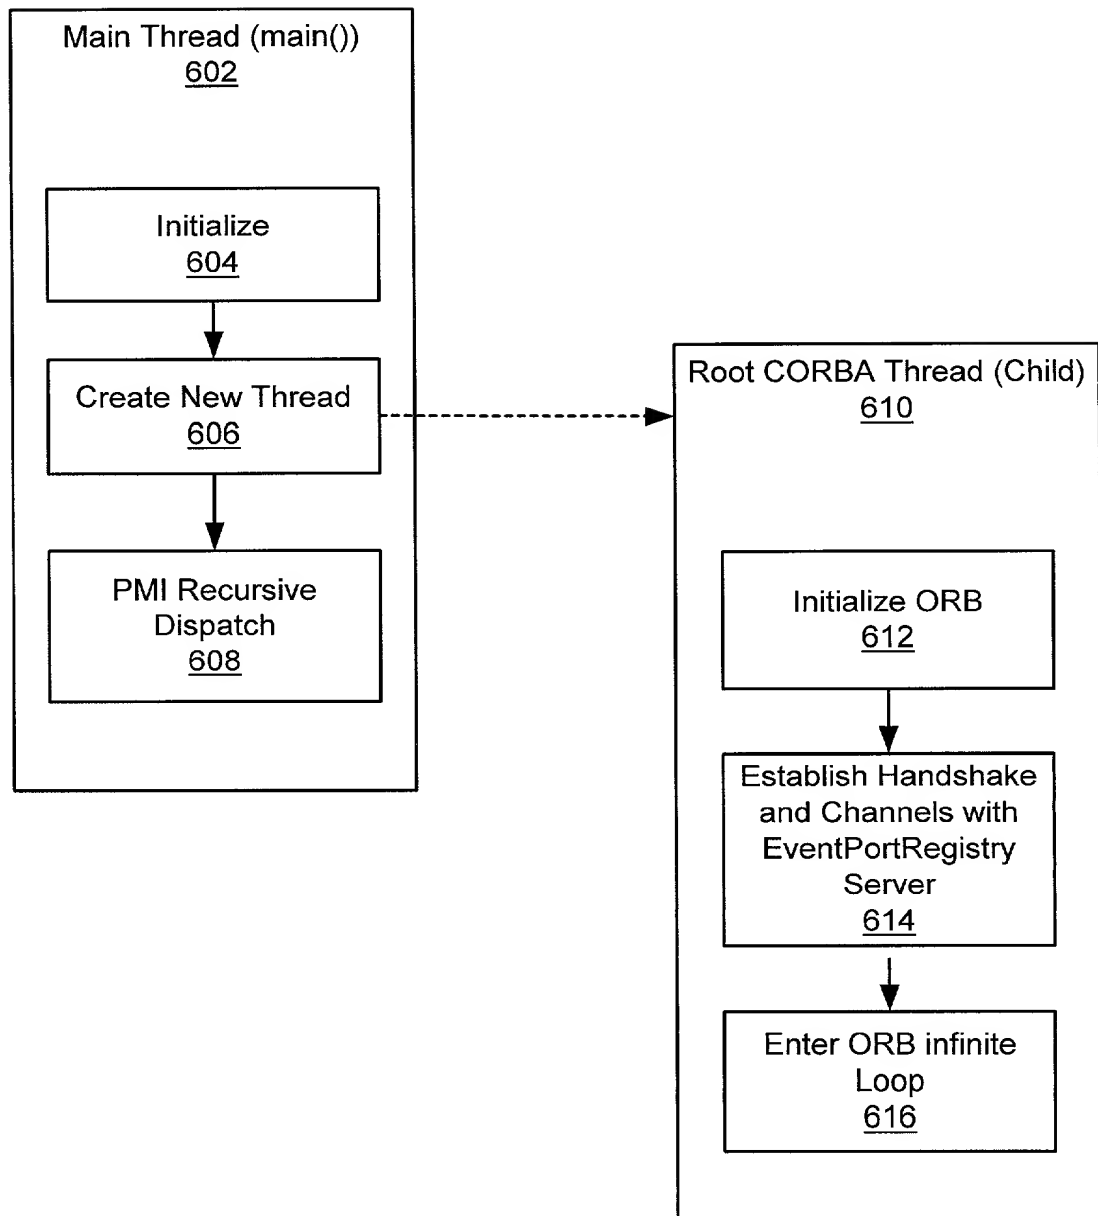 Main Thread (main())
602
Initialize
604
Create New Thread
606
PMI Recursive
Dispatch
608
Root CORBA Thread (Child)
610
Initialize ORB
612
Establish Handshake
and Channels with
EventPortRegistry
Server
614
Enter ORB infinite
Loop
616